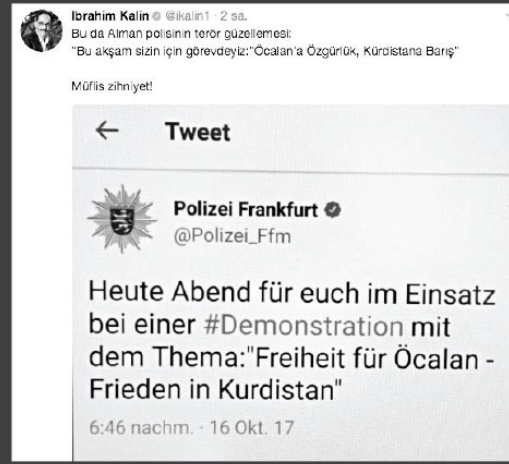 Ibrahim Kalin @ikalin1 · 2 sa.
Bu da Alman polisinin terör güzellemesi:
"Bu akşam sizin için görevdeyiz:"Öcalan'a Özgürlük, Kürdistana Barış"
Müflis zihniyet!
← Tweet
Polizei Frankfurt
@Polizei_Ffm
Heute Abend für euch im Einsatz
bei einer #Demonstration mit
dem Thema:"Freiheit für Öcalan -
Frieden in Kurdistan"
6:46 nachm. · 16 Okt. 17